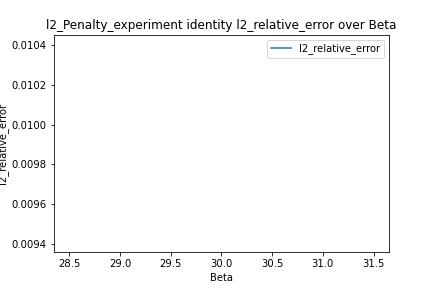 l2_Penalty_experiment identity l2_relative_error over Beta
0.0104
0.0102
0.0100
0.0098
0.0096
0.0094
l2_relative_error
l2_relative_error
28.5 29.0 29.5 30.0 30.5 31.0 31.5
Beta